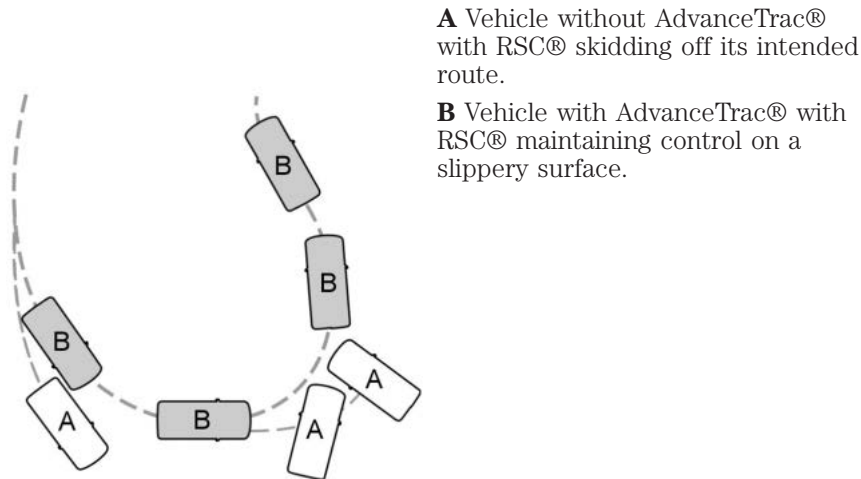 A Vehicle without AdvanceTrac®
with RSC® skidding off its intended
route.
B Vehicle with AdvanceTrac® with
RSC® maintaining control on a
slippery surface.
B
B
B
A
B
A
A